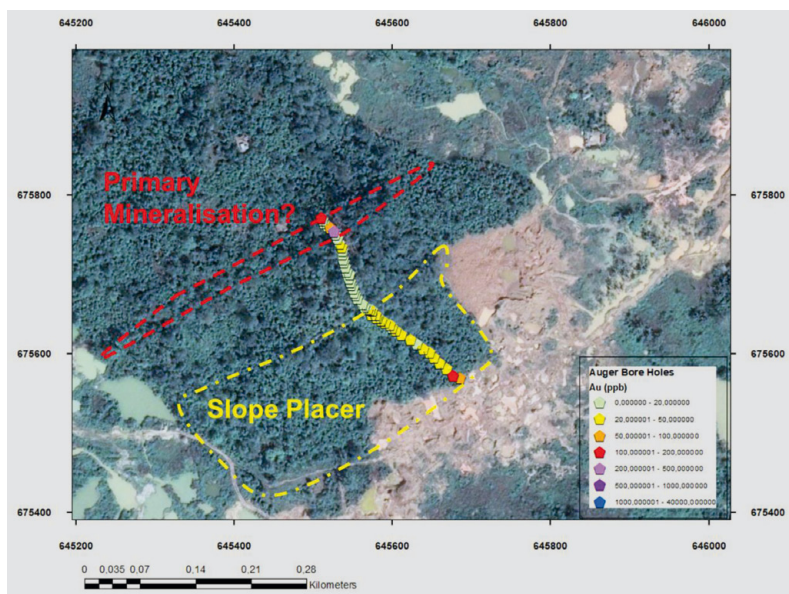 645200 645400 645600 645800 646000
675800 675800
Primary
Mineralisation?
675600 675600
Slope Placer
Auger Bore Holes
Au (ppb)
0,000000 - 20,000000
20,000001 - 50,000000
50,000001 - 100,000000
100,000001 - 200,000000
200,000001 - 500,000000
500,000001 - 1000,000000
1000,000001 - 40000,000000
675400 675400
645200 645400 645600 645800 646000
0 0,035 0,07 0,14 0,21 0,28
Kilometers